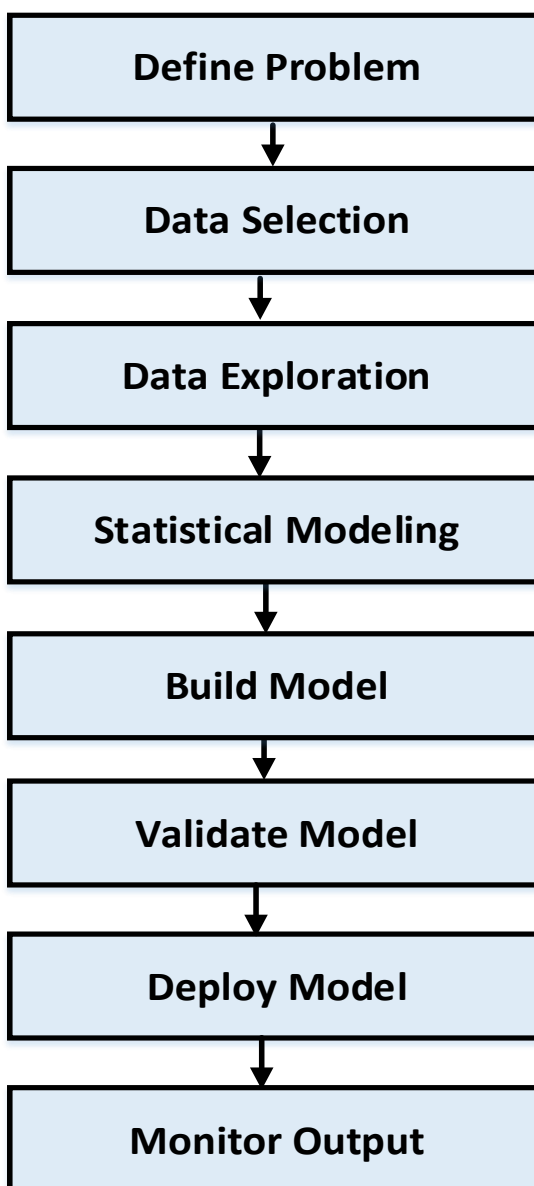 Define Problem
Data Selection
Data Exploration
Statistical Modeling
Build Model
Validate Model
Deploy Model
Monitor Output